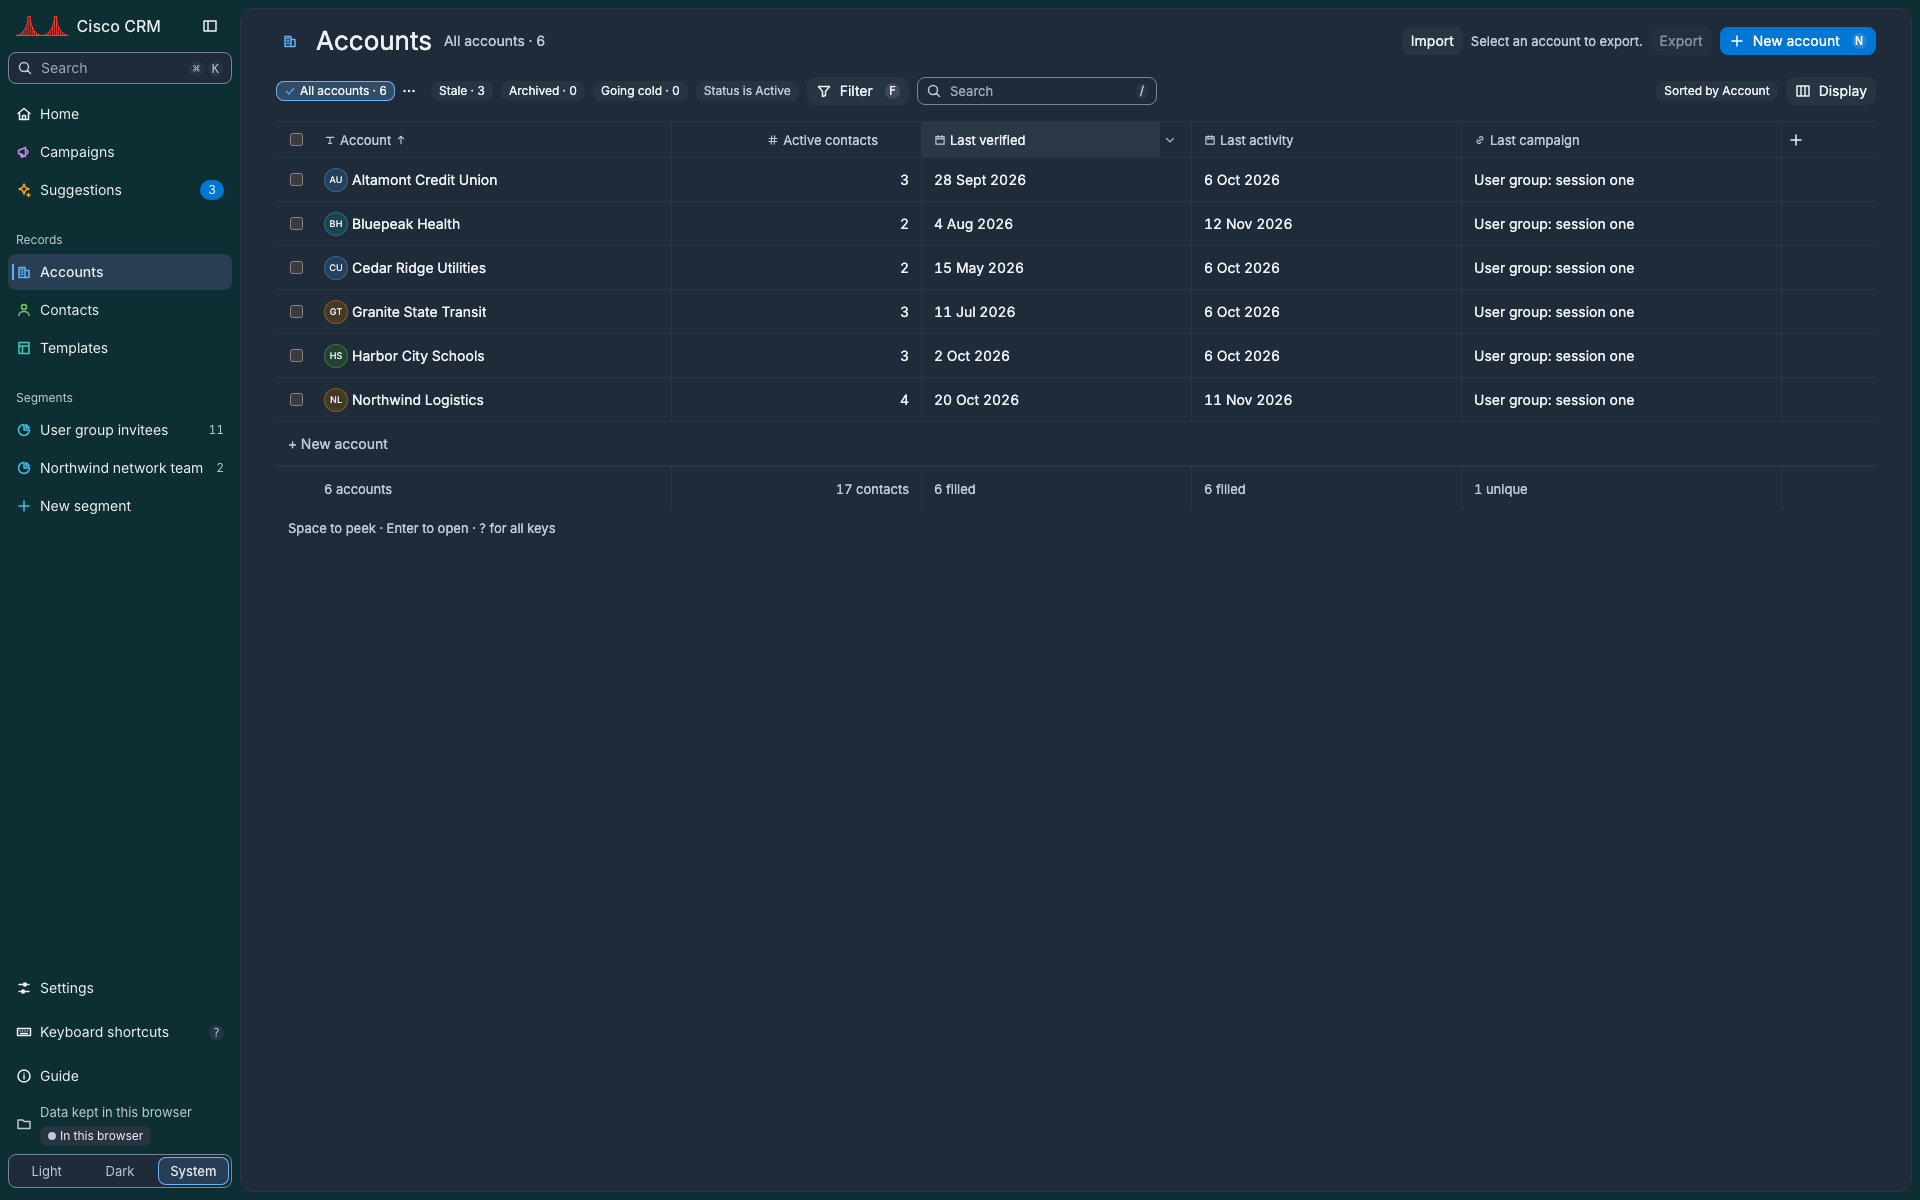 Cisco CRM
Search ⌘ K
Home
Campaigns
Suggestions 3
Records
Accounts
Contacts
Templates
Segments
User group invitees 11
Northwind network team 2
New segment
Settings
Keyboard shortcuts ?
Guide
Data kept in this browser
In this browser
Light Dark System
Accounts All accounts · 6
Import Select an account to export. Export + New account N
All accounts · 6 ··· Stale · 3 Archived · 0 Going cold · 0 Status is Active Filter F Search / Sorted by Account Display
Account ↑ # Active contacts Last verified Last activity Last campaign +
AU Altamont Credit Union 3 28 Sept 2026 6 Oct 2026 User group: session one
BH Bluepeak Health 2 4 Aug 2026 12 Nov 2026 User group: session one
CU Cedar Ridge Utilities 2 15 May 2026 6 Oct 2026 User group: session one
GT Granite State Transit 3 11 Jul 2026 6 Oct 2026 User group: session one
HS Harbor City Schools 3 2 Oct 2026 6 Oct 2026 User group: session one
NL Northwind Logistics 4 20 Oct 2026 11 Nov 2026 User group: session one
+ New account
6 accounts 17 contacts 6 filled 6 filled 1 unique
Space to peek · Enter to open · ? for all keys